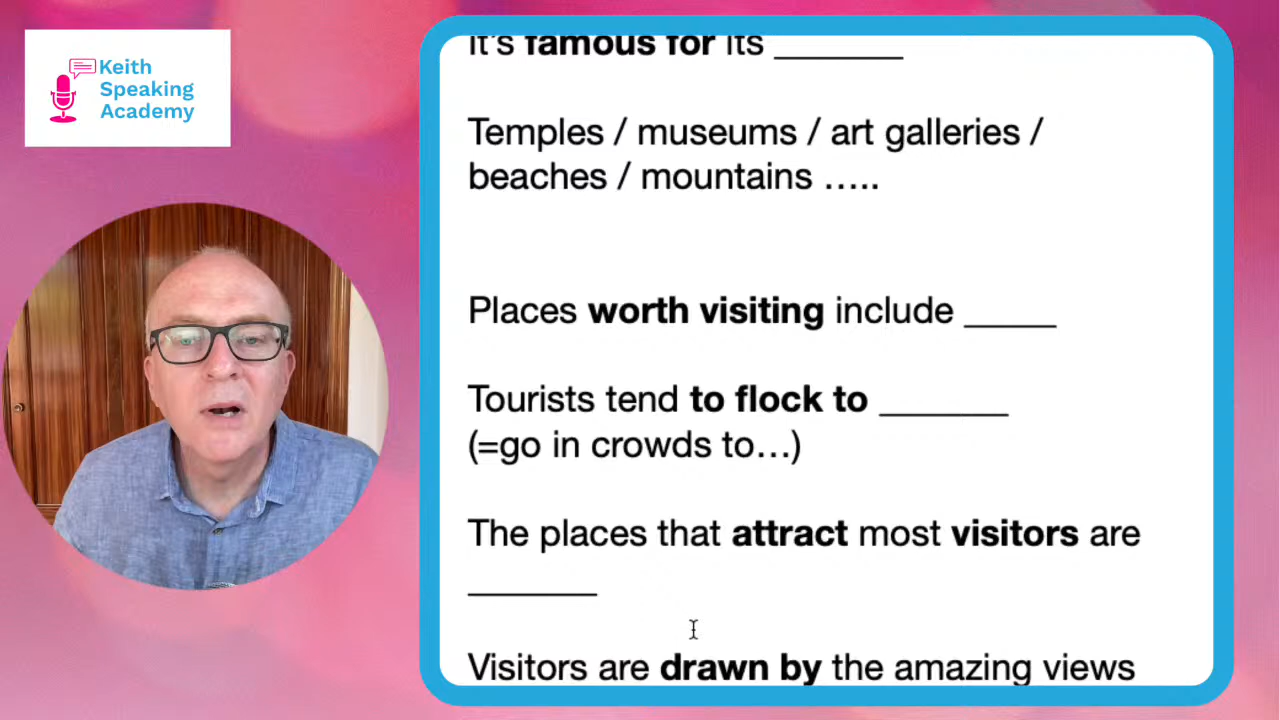 Keith
Speaking
Academy
It's famous for its _______
Temples / museums / art galleries /
beaches / mountains …..
Places worth visiting include _____
Tourists tend to flock to _______
(=go in crowds to…)
The places that attract most visitors are
_______
Visitors are drawn by the amazing views